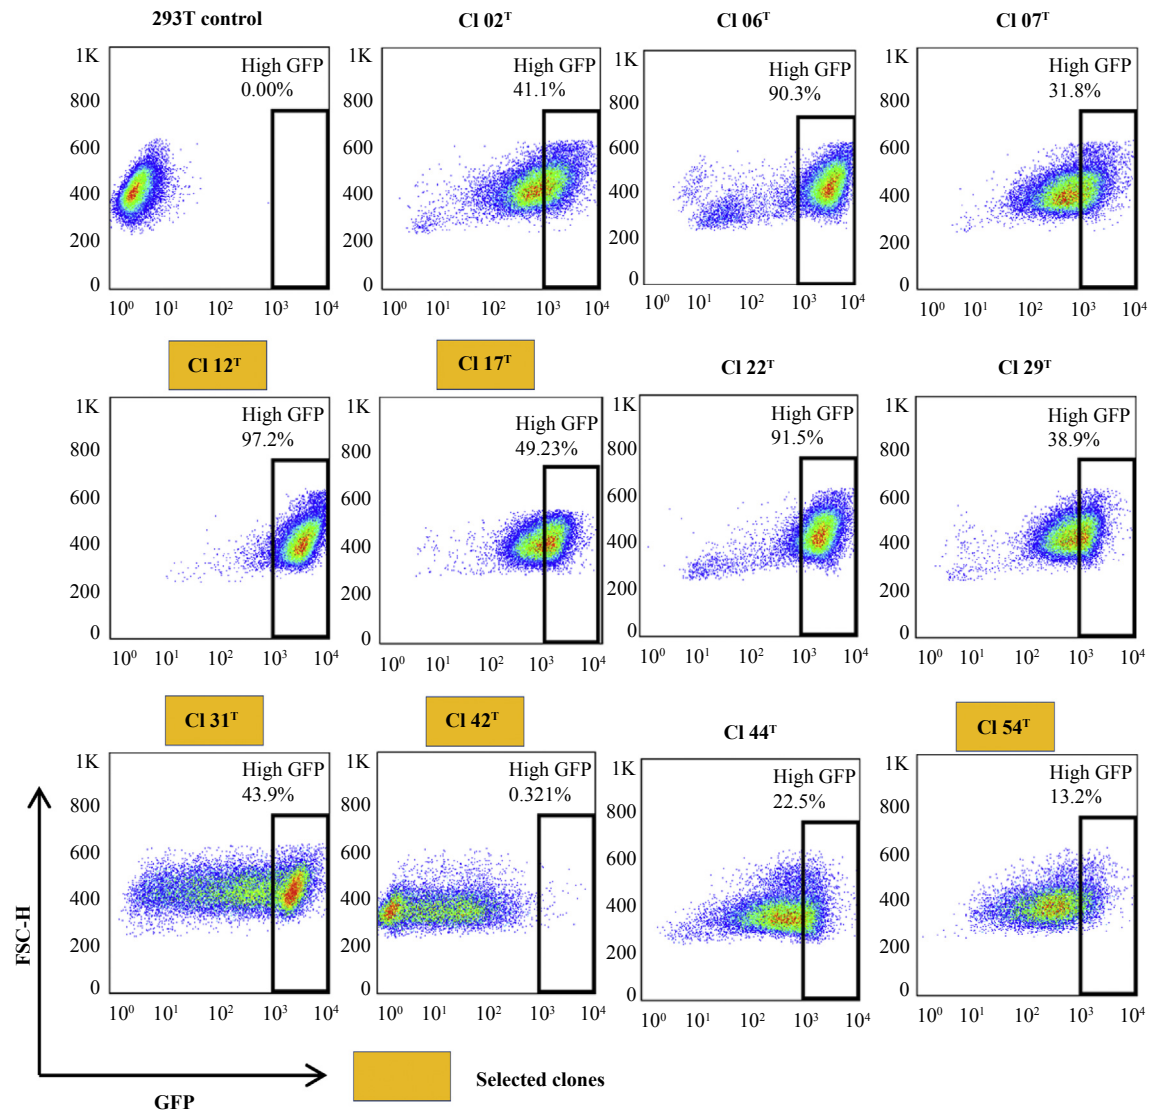 293T control
Cl 02ᵀ
Cl 06ᵀ
Cl 07ᵀ
1K
800
600
400
200
0
High GFP
0.00%
10⁰ 10¹ 10² 10³ 10⁴
1K
800
600
400
200
0
High GFP
41.1%
10⁰ 10¹ 10² 10³ 10⁴
1K
800
600
400
200
0
High GFP
90.3%
10⁰ 10¹ 10² 10³ 10⁴
1K
800
600
400
200
0
High GFP
31.8%
10⁰ 10¹ 10² 10³ 10⁴
Cl 12ᵀ
Cl 17ᵀ
Cl 22ᵀ
Cl 29ᵀ
1K
800
600
400
200
0
High GFP
97.2%
10⁰ 10¹ 10² 10³ 10⁴
1K
800
600
400
200
0
High GFP
49.23%
10⁰ 10¹ 10² 10³ 10⁴
1K
800
600
400
200
0
High GFP
91.5%
10⁰ 10¹ 10² 10³ 10⁴
1K
800
600
400
200
0
High GFP
38.9%
10⁰ 10¹ 10² 10³ 10⁴
Cl 31ᵀ
Cl 42ᵀ
Cl 44ᵀ
Cl 54ᵀ
1K
800
600
400
200
0
High GFP
43.9%
10⁰ 10¹ 10² 10³ 10⁴
1K
800
600
400
200
0
High GFP
0.321%
10⁰ 10¹ 10² 10³ 10⁴
1K
800
600
400
200
0
High GFP
22.5%
10⁰ 10¹ 10² 10³ 10⁴
1K
800
600
400
200
0
High GFP
13.2%
10⁰ 10¹ 10² 10³ 10⁴
FSC-H
GFP
Selected clones